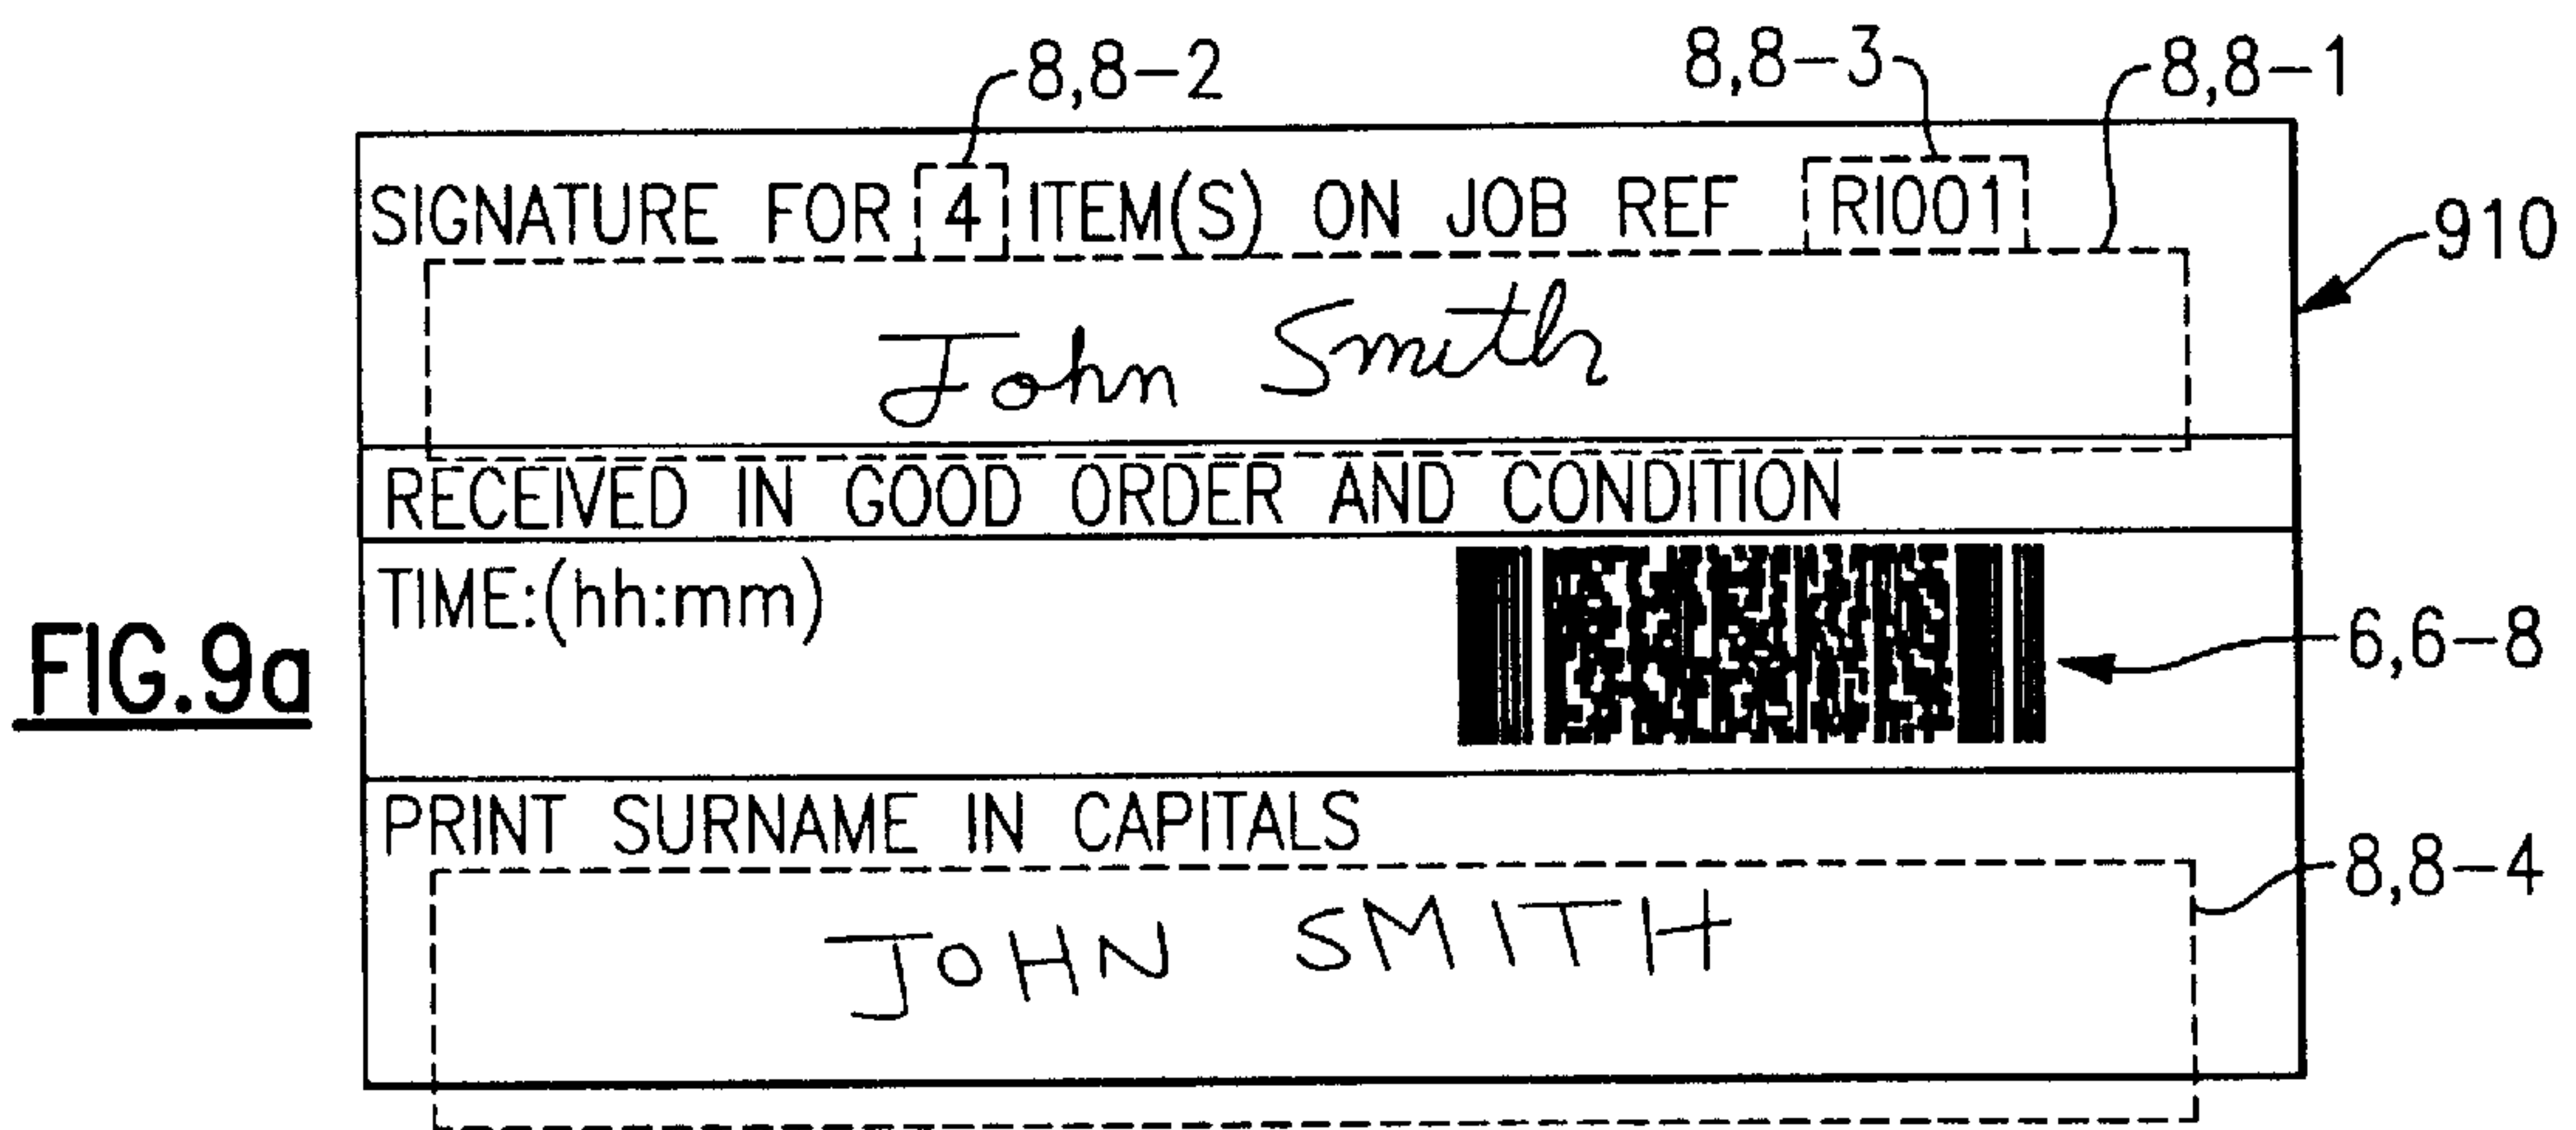 8,8-2 8,8-3 8,8-1
SIGNATURE FOR 4 ITEM(S) ON JOB REF RI001
910
John Smith
RECEIVED IN GOOD ORDER AND CONDITION
TIME:(hh:mm)
6,6-8
FIG.9a
PRINT SURNAME IN CAPITALS
8,8-4
JOHN SMITH